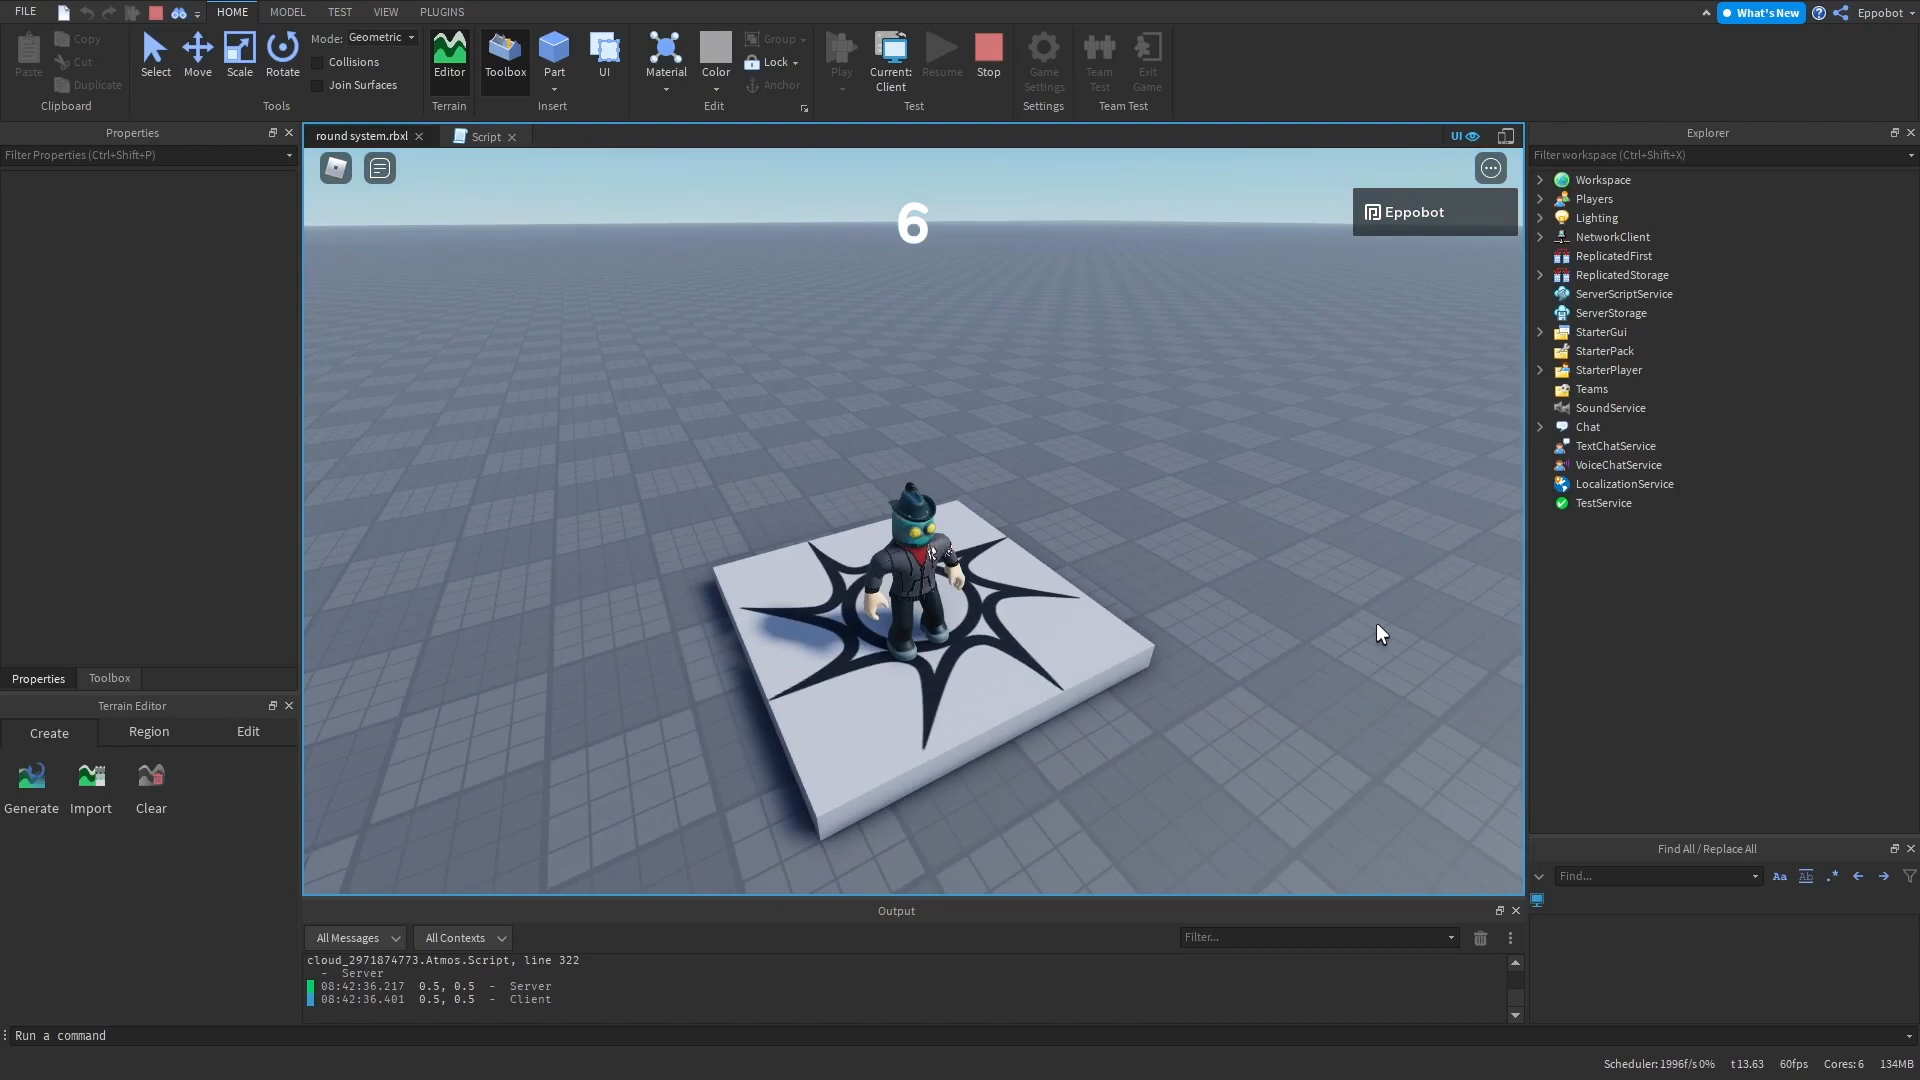 FILE
HOME
MODEL
TEST
VIEW
PLUGINS
What's New
Eppobot
Paste
Copy
Cut
Duplicate
Clipboard
Select
Move
Scale
Rotate
Mode: Geometric
Collisions
Join Surfaces
Tools
Editor
Terrain
Toolbox
Part
UI
Insert
Material
Color
Group
Lock
Anchor
Edit
Play
Current: Client
Resume
Stop
Test
Game Settings
Settings
Team Test
Exit Game
Team Test
Properties
Filter Properties (Ctrl+Shift+P)
round system.rbxl
Script
UI
6
Eppobot
Explorer
Filter workspace (Ctrl+Shift+X)
Workspace
Players
Lighting
NetworkClient
ReplicatedFirst
ReplicatedStorage
ServerScriptService
ServerStorage
StarterGui
StarterPack
StarterPlayer
Teams
SoundService
Chat
TextChatService
VoiceChatService
LocalizationService
TestService
Properties
Toolbox
Terrain Editor
Create
Region
Edit
Generate
Import
Clear
Find All / Replace All
Find...
Aa
Ab
.*
Output
All Messages
All Contexts
Filter...
cloud_2971874773.Atmos.Script, line 322
- Server
08:42:36.217 0.5, 0.5 - Server
08:42:36.401 0.5, 0.5 - Client
Run a command
Scheduler: 1996f/s 0%
t 13.63
60fps
Cores: 6
134MB